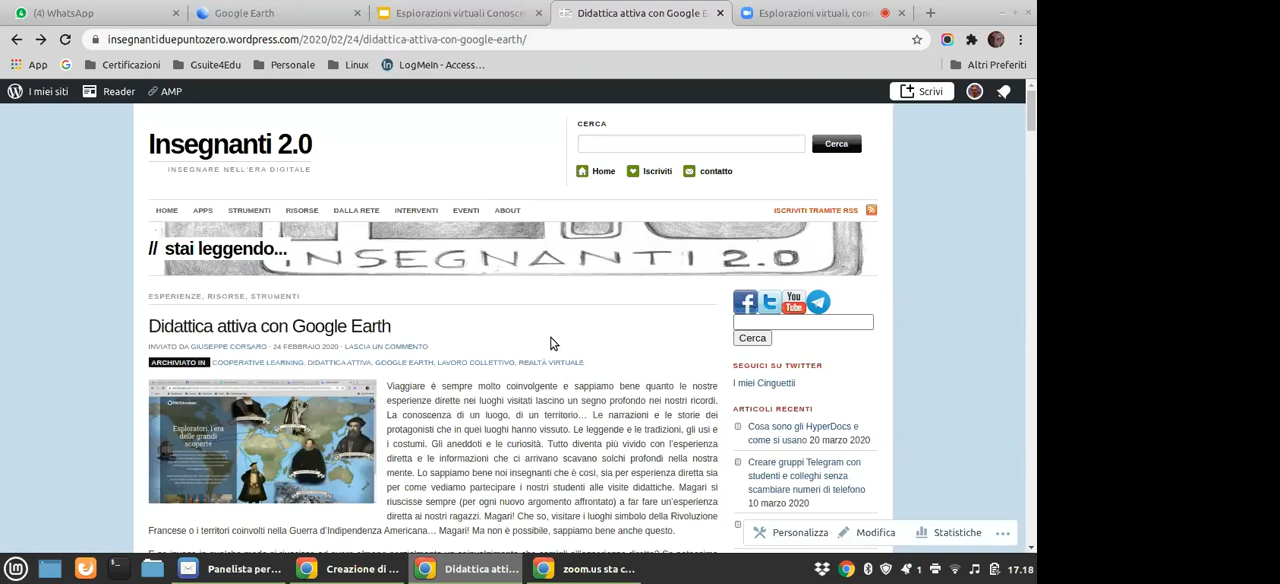 (4) WhatsApp
Google Earth
Esplorazioni virtuali Conosce
Didattica attiva con Google E
Esplorazioni virtuali, cono
insegnantiduepuntozero.wordpress.com/2020/02/24/didattica-attiva-con-google-earth/
App Certificazioni Gsuite4Edu Personale Linux LogMeIn - Access... Altri Preferiti
I miei siti Reader AMP Scrivi
CERCA
Insegnanti 2.0
Cerca
INSEGNARE NELL'ERA DIGITALE
Home Iscriviti contatto
HOME APPS STRUMENTI RISORSE DALLA RETE INTERVENTI EVENTI ABOUT ISCRIVITI TRAMITE RSS
// stai leggendo...
INSEGNANTI 2.0
ESPERIENZE, RISORSE, STRUMENTI
Didattica attiva con Google Earth
INVIATO DA GIUSEPPE CORSARO · 24 FEBBRAIO 2020 · LASCIA UN COMMENTO
ARCHIVIATO IN COOPERATIVE LEARNING, DIDATTICA ATTIVA, GOOGLE EARTH, LAVORO COLLETTIVO, REALTÀ VIRTUALE
Esploratori: l'era
delle grandi
scoperte
Viaggiare è sempre molto coinvolgente e sappiamo bene quanto le nostre
esperienze dirette nei luoghi visitati lascino un segno profondo nei nostri ricordi.
La conoscenza di un luogo, di un territorio... Le narrazioni e le storie dei
protagonisti che in quei luoghi hanno vissuto. Le leggende e le tradizioni, gli usi e
i costumi. Gli aneddoti e le curiosità. Tutto diventa più vivido con l'esperienza
diretta e le informazioni che ci arrivano scavano solchi profondi nella nostra
mente. Lo sappiamo bene noi insegnanti che è così, sia per esperienza diretta sia
per come vediamo partecipare i nostri studenti alle visite didattiche. Magari si
riuscisse sempre (per ogni nuovo argomento affrontato) a far fare un'esperienza
diretta ai nostri ragazzi. Magari! Che so, visitare i luoghi simbolo della Rivoluzione
Francese o i territori coinvolti nella Guerra d'Indipendenza Americana... Magari! Ma non è possibile, sappiamo bene anche questo.
You
Tube
Cerca
SEGUICI SU TWITTER
I miei Cinguettii
ARTICOLI RECENTI
Cosa sono gli HyperDocs e
come si usano 20 marzo 2020
Creare gruppi Telegram con
studenti e colleghi senza
scambiare numeri di telefono
10 marzo 2020
Personalizza Modifica Statistiche
Panelista per... Creazione di ... Didattica atti... zoom.us sta c... 1 17.18